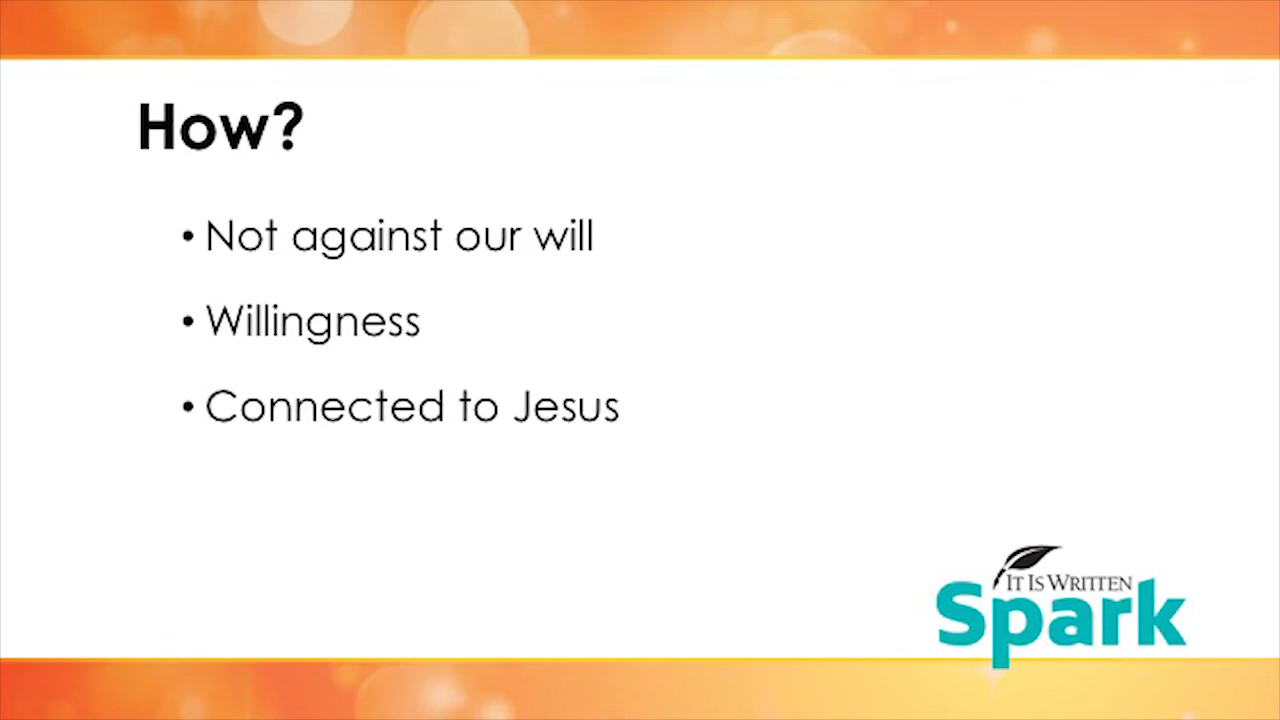 How?
• Not against our will
• Willingness
• Connected to Jesus
IT IS WRITTEN
Spark